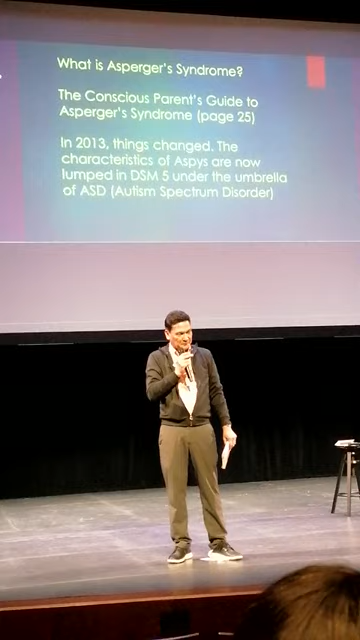 What is Asperger's Syndrome?
The Conscious Parent's Guide to
Asperger's Syndrome (page 25)
In 2013, things changed. The
characteristics of Aspys are now
lumped in DSM 5 under the umbrella
of ASD (Autism Spectrum Disorder)